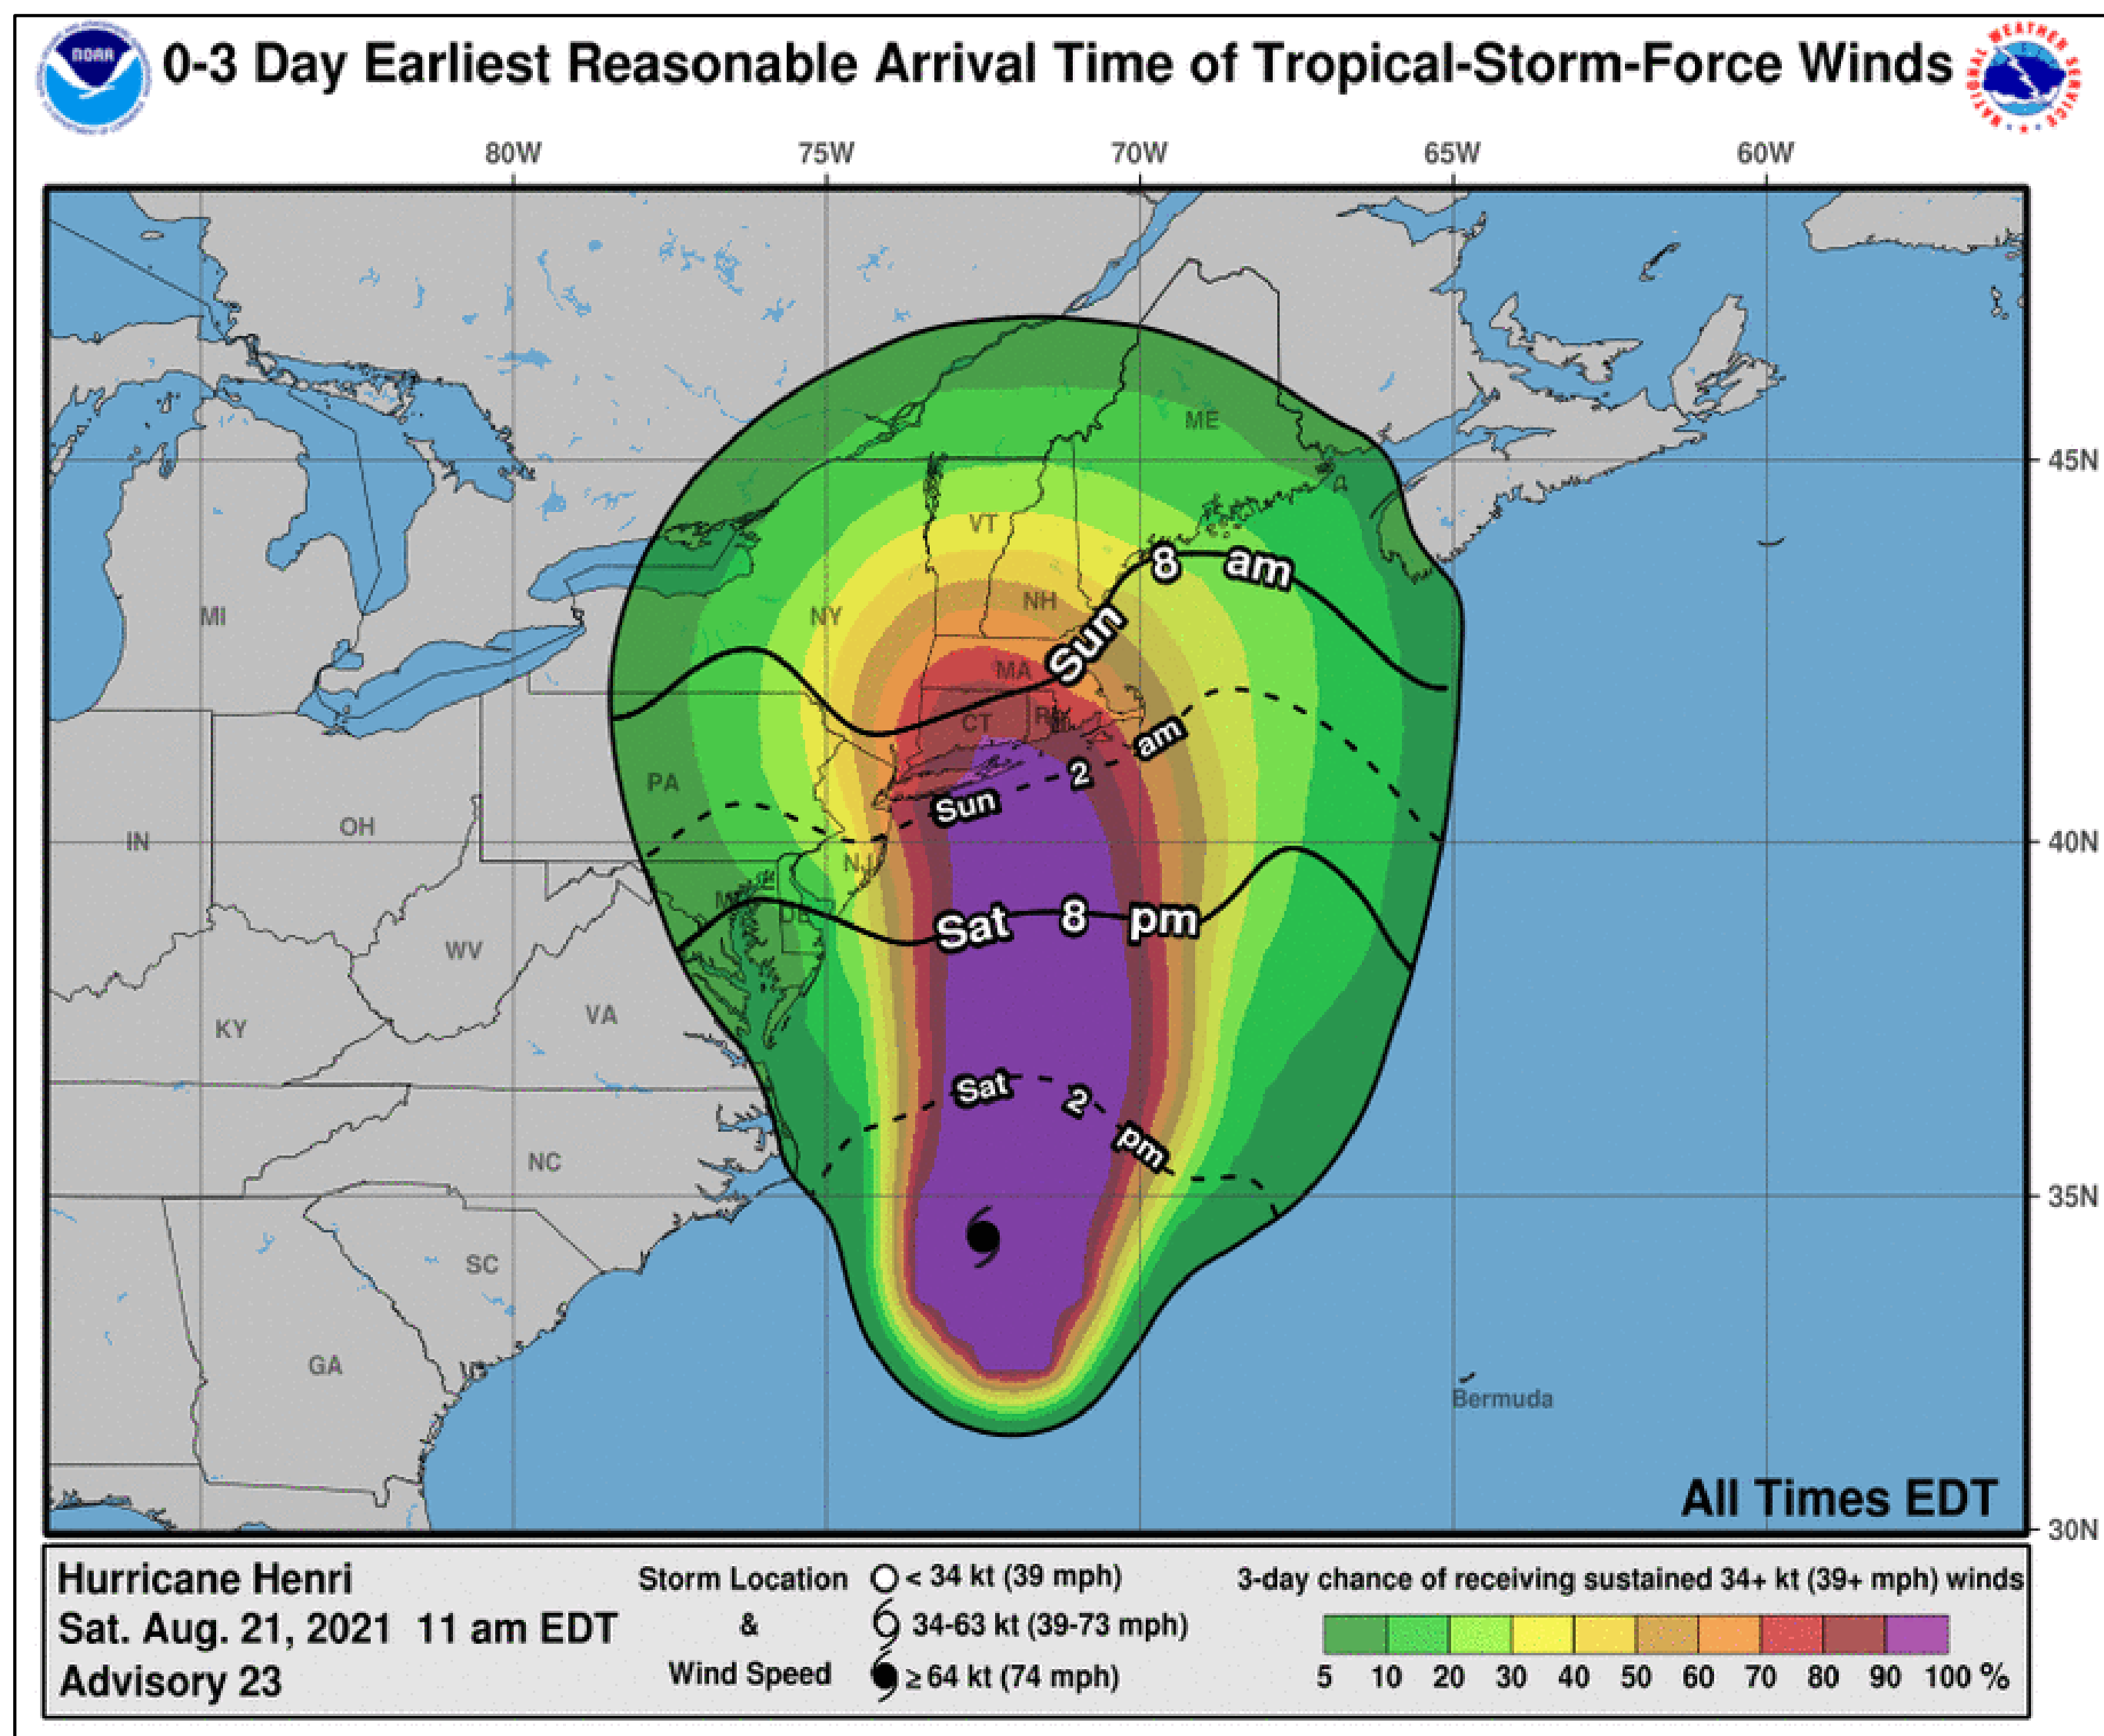 NOAA
0-3 Day Earliest Reasonable Arrival Time of Tropical-Storm-Force Winds
NATIONAL WEATHER SERVICE
80W 75W 70W 65W 60W
ME
45N
VT
8 am
MI NY NH
Sun
MA
CT
am
PA 2
Sun
OH
IN 40N
NJ
DE
Sat 8 pm
WV
VA
KY
Sat 2
pm
NC
35N
SC
GA
Bermuda
All Times EDT
30N
Hurricane Henri
Sat. Aug. 21, 2021 11 am EDT
Advisory 23
Storm Location
&
Wind Speed
< 34 kt (39 mph)
34-63 kt (39-73 mph)
≥ 64 kt (74 mph)
3-day chance of receiving sustained 34+ kt (39+ mph) winds
5 10 20 30 40 50 60 70 80 90 100 %